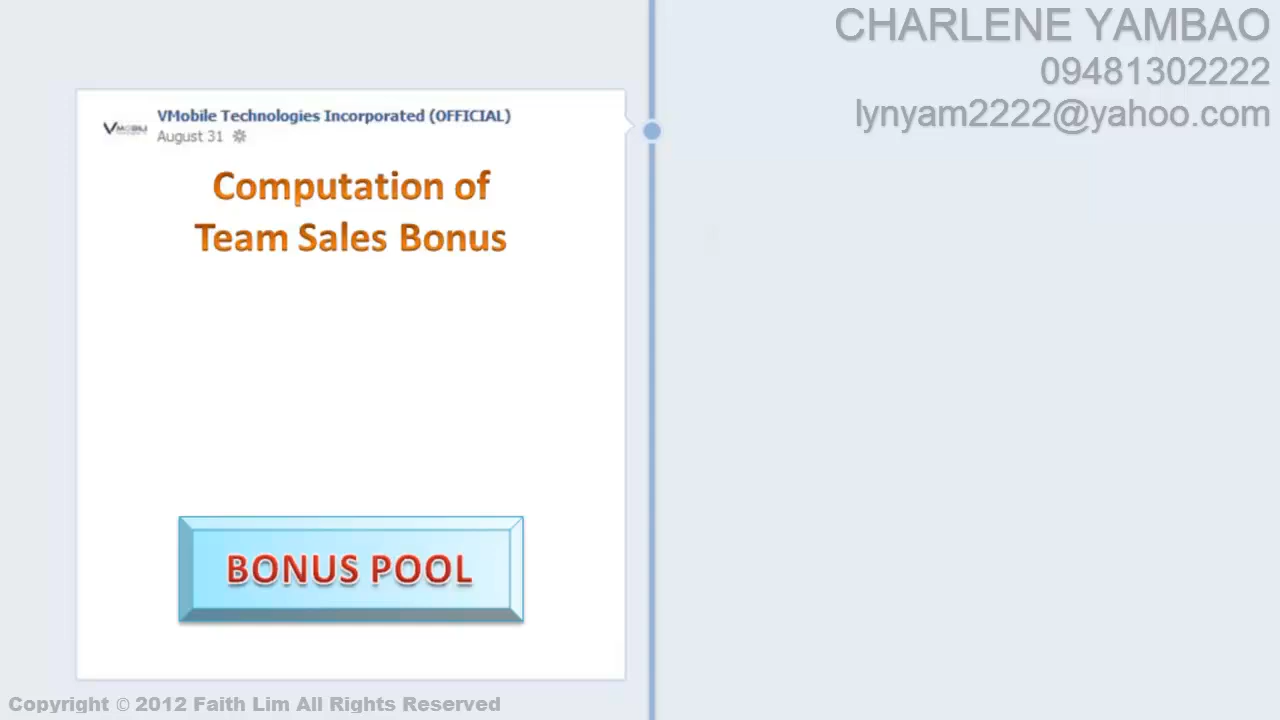 CHARLENE YAMBAO
09481302222
lynyam2222@yahoo.com
VMOBILE
VMobile Technologies Incorporated (OFFICIAL)
August 31
Computation of
Team Sales Bonus
BONUS POOL
Copyright © 2012 Faith Lim All Rights Reserved